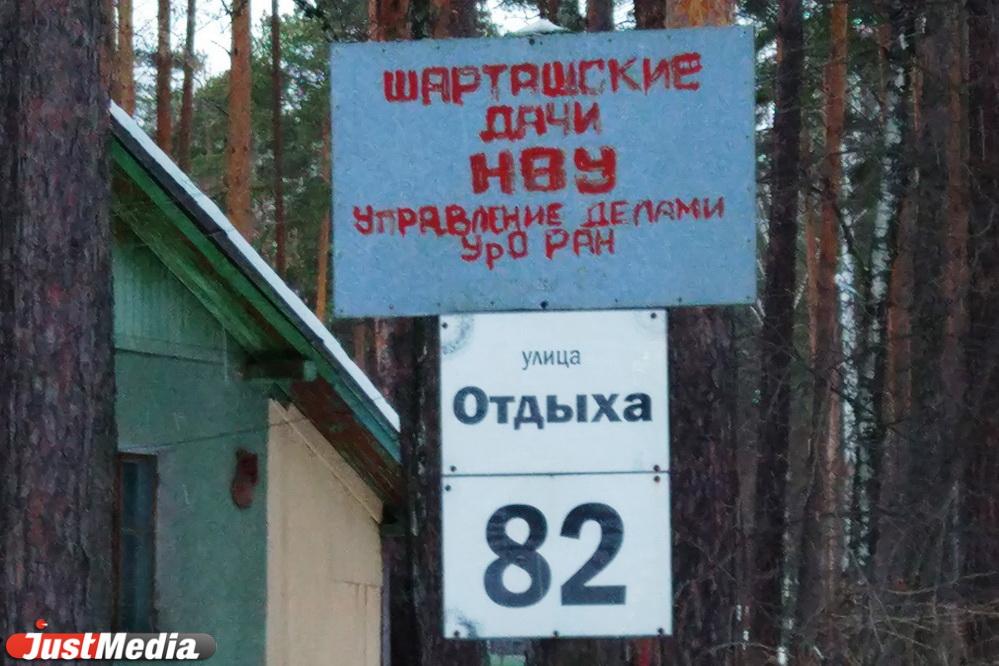 ШАРТАШСКИЕ
ДАЧИ
НВУ
УПРАВЛЕНИЕ ДЕЛАМИ
УрО РАН
улица
Отдыха
82
JustMedia